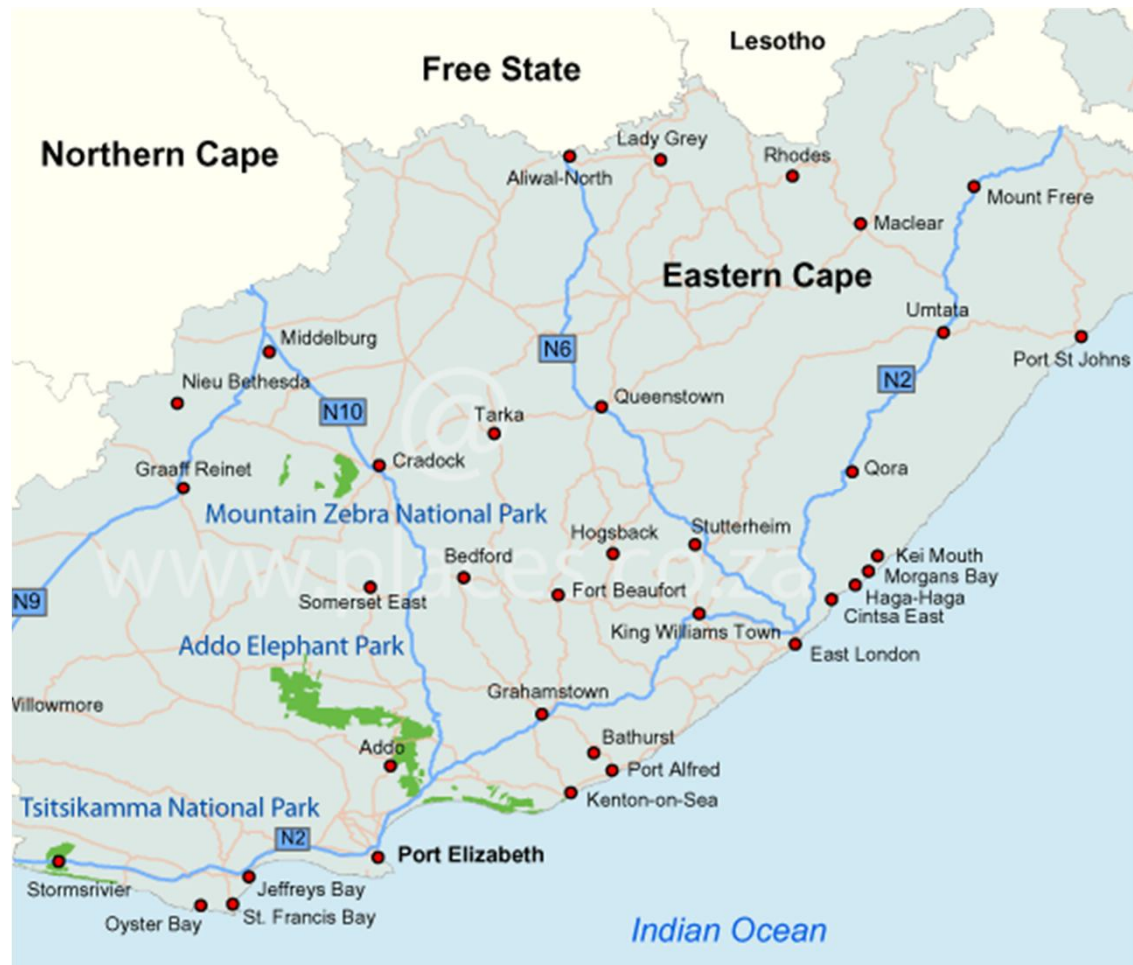 Lesotho
Free State
Northern Cape
Lady Grey
Rhodes
Aliwal-North
Mount Frere
Maclear
Eastern Cape
Umtata
Middelburg
N6
Port St Johns
Nieu Bethesda
N2
N10
Queenstown
@
Tarka
Cradock
Graaff Reinet
Qora
Mountain Zebra National Park
Stutterheim
Hogsback
Bedford
Kei Mouth
www.places.co.za
Morgans Bay
Fort Beaufort
Haga-Haga
N9
Somerset East
Cintsa East
King Williams Town
Addo Elephant Park
East London
Grahamstown
Willowmore
Bathurst
Addo
Port Alfred
Kenton-on-Sea
Tsitsikamma National Park
N2
Port Elizabeth
Stormsrivier
Jeffreys Bay
St. Francis Bay
Oyster Bay
Indian Ocean